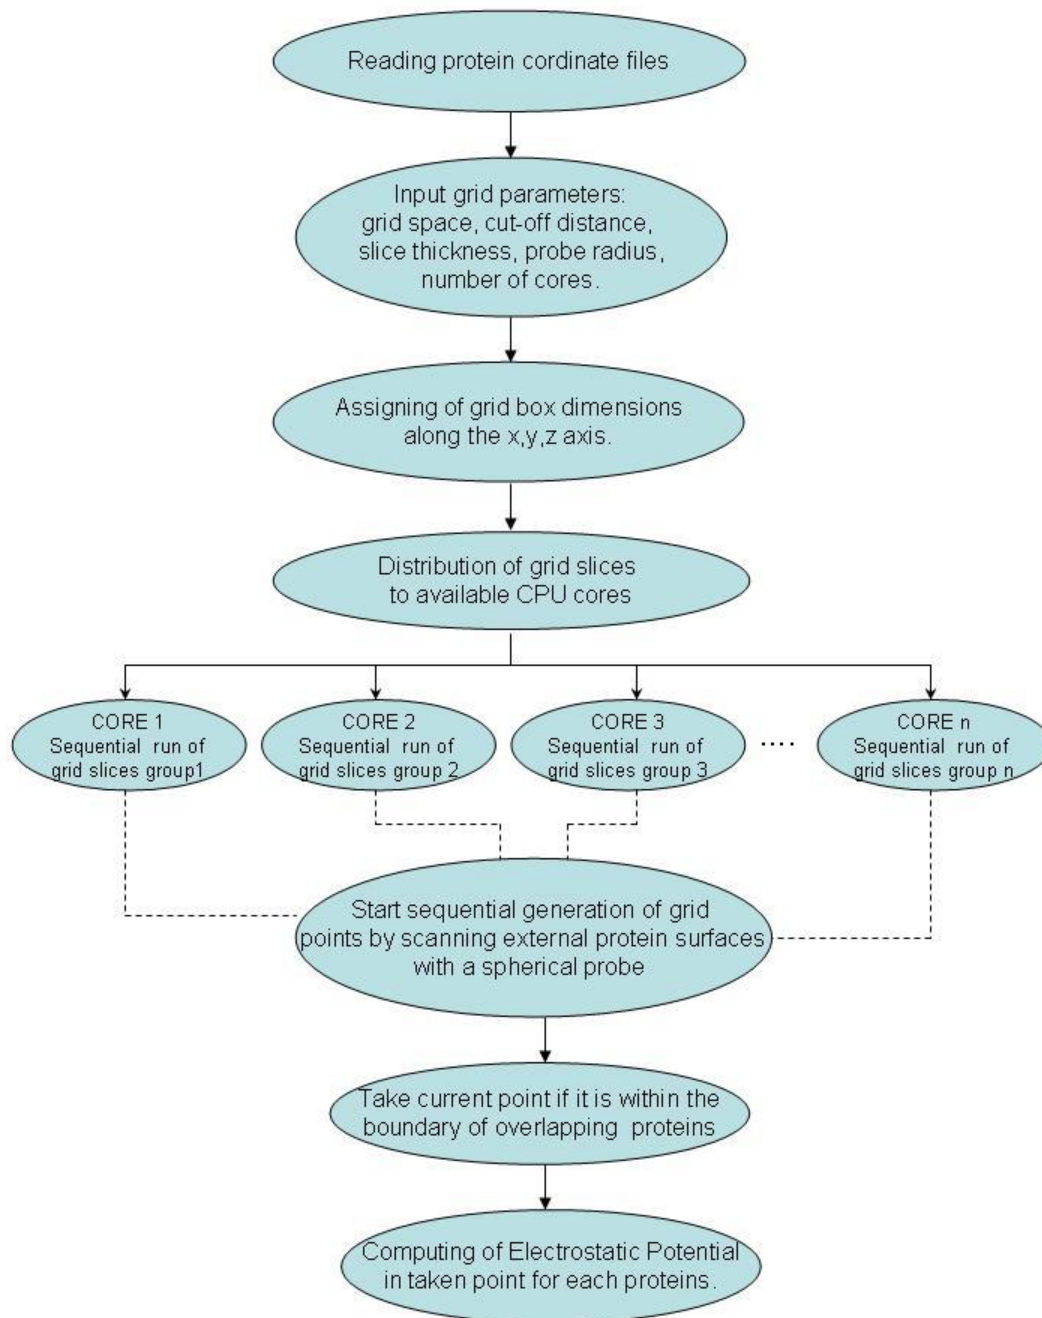 Reading protein cordinate files
Input grid parameters:
grid space, cut-off distance,
slice thickness, probe radius,
number of cores.
Assigning of grid box dimensions
along the x,y,z axis.
Distribution of grid slices
to available CPU cores
CORE 1
Sequential run of
grid slices group1
CORE 2
Sequential run of
grid slices group 2
CORE 3
Sequential run of
grid slices group 3
....
CORE n
Sequential run of
grid slices group n
Start sequential generation of grid
points by scanning external protein surfaces
with a spherical probe
Take current point if it is within the
boundary of overlapping proteins
Computing of Electrostatic Potential
in taken point for each proteins.